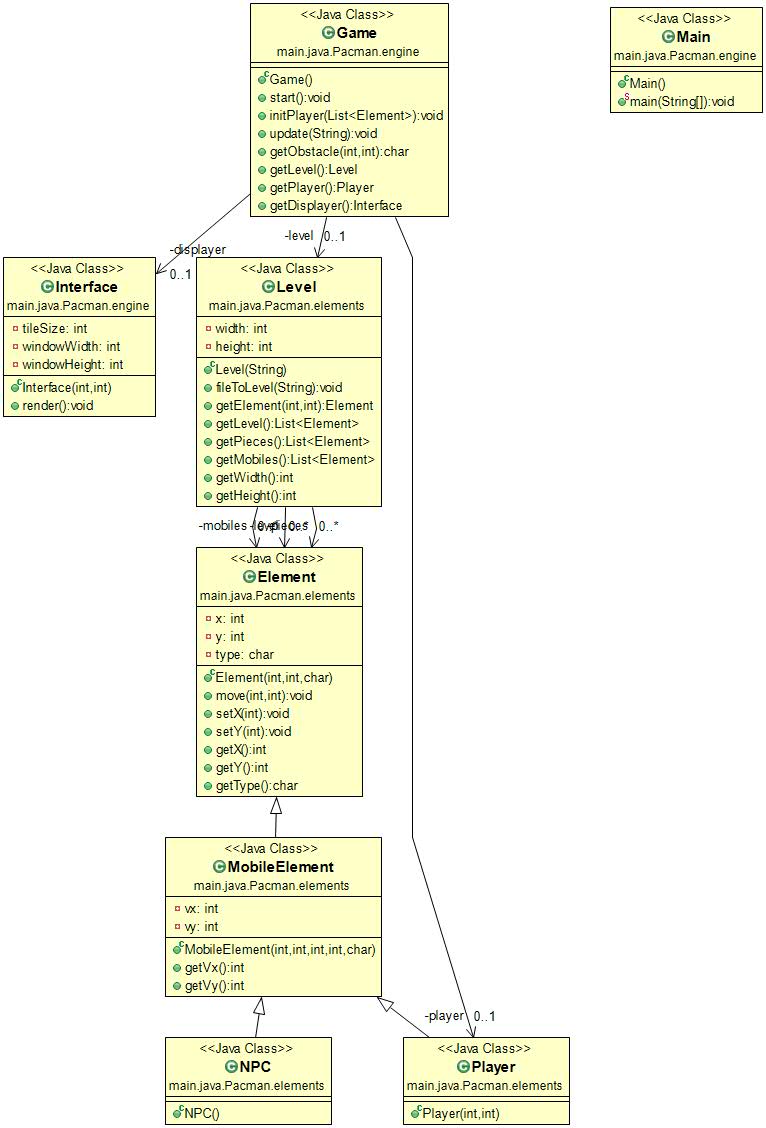 <<Java Class>>
Game
main.java.Pacman.engine
Game()
start():void
initPlayer(List<Element>):void
update(String):void
getObstacle(int,int):char
getLevel():Level
getPlayer():Player
getDisplayer():Interface
<<Java Class>>
Main
main.java.Pacman.engine
Main()
main(String[]):void
-displayer
0..1
-level 0..1
<<Java Class>>
Interface
main.java.Pacman.engine
tileSize: int
windowWidth: int
windowHeight: int
Interface(int,int)
render():void
<<Java Class>>
Level
main.java.Pacman.elements
width: int
height: int
Level(String)
fileToLevel(String):void
getElement(int,int):Element
getLevel():List<Element>
getPieces():List<Element>
getMobiles():List<Element>
getWidth():int
getHeight():int
-mobiles 0..*
<<Java Class>>
Element
main.java.Pacman.elements
x: int
y: int
type: char
Element(int,int,char)
move(int,int):void
setX(int):void
setY(int):void
getX():int
getY():int
getType():char
<<Java Class>>
MobileElement
main.java.Pacman.elements
vx: int
vy: int
MobileElement(int,int,int,int,char)
getVx():int
getVy():int
-player 0..1
<<Java Class>>
NPC
main.java.Pacman.elements
NPC()
<<Java Class>>
Player
main.java.Pacman.elements
Player(int,int)